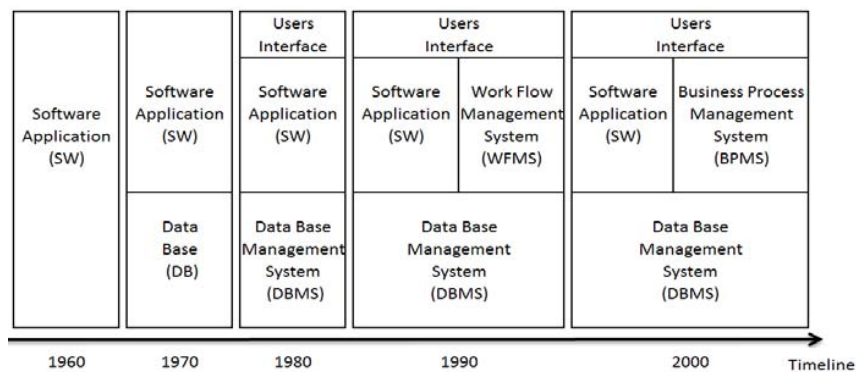 Software
Application
(SW)
Software
Application
(SW)
Data
Base
(DB)
Users
Interface
Software
Application
(SW)
Data Base
Management
System
(DBMS)
Users
Interface
Software
Application
(SW)
Work Flow
Management
System
(WFMS)
Data Base
Management
System
(DBMS)
Users
Interface
Software
Application
(SW)
Business Process
Management
System
(BPMS)
Data Base
Management
System
(DBMS)
1960
1970
1980
1990
2000
Timeline